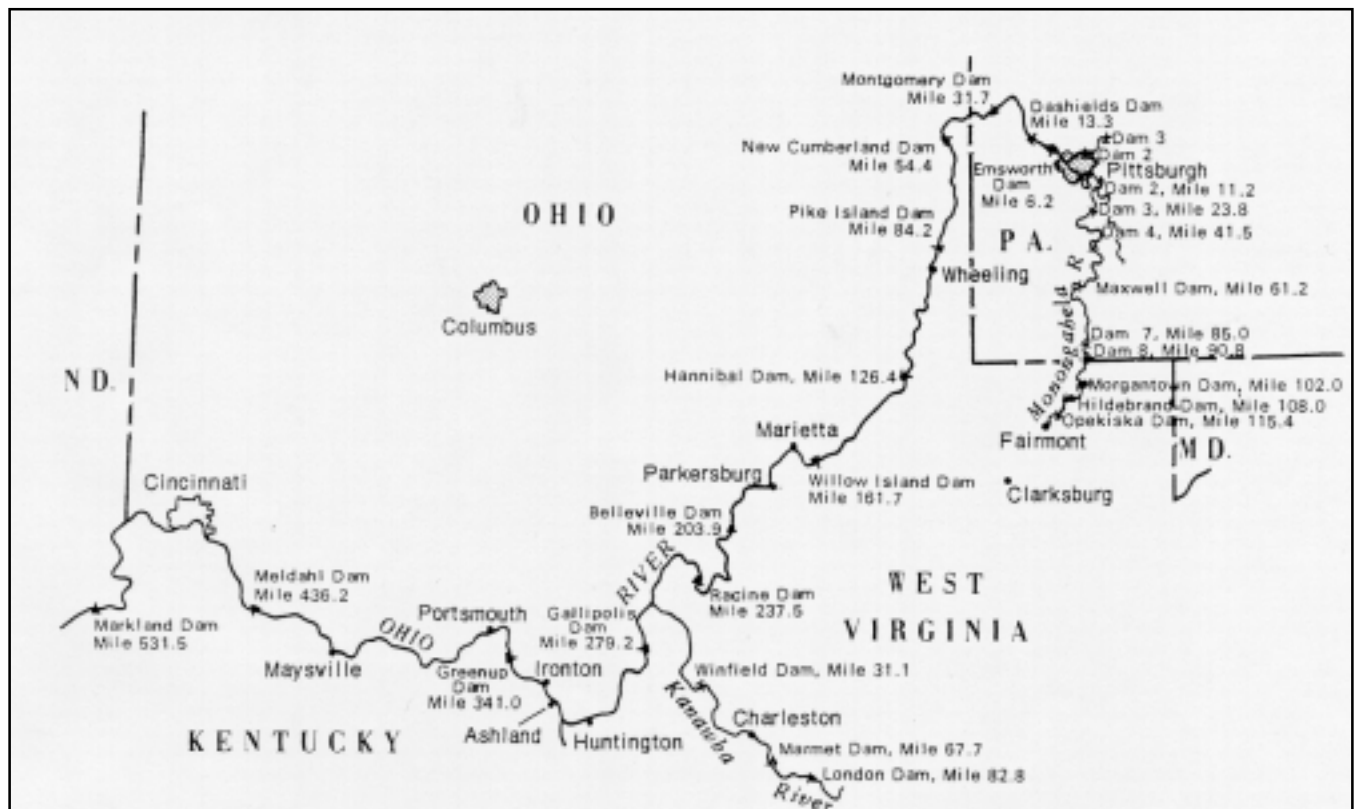 Montgomery Dam
Mile 31.7
Dashields Dam
Mile 13.3
Dam 3
Dam 2
New Cumberland Dam
Mile 54.4
Emsworth
Dam
Mile 6.2
Pittsburgh
Dam 2, Mile 11.2
Dam 3, Mile 23.8
Dam 4, Mile 41.5
OHIO
Pike Island Dam
Mile 84.2
PA.
Wheeling
Maxwell Dam, Mile 61.2
Columbus
Monongaheld R
Dam 7, Mile 85.0
Dam 8, Mile 90.8
ND.
Hannibal Dam, Mile 126.4
Morgantown Dam, Mile 102.0
Hildebrand Dam, Mile 108.0
Opekiska Dam, Mile 115.4
Fairmont
MD.
Marietta
Parkersburg
Willow Island Dam
Mile 161.7
Clarksburg
Cincinnati
Belleville Dam
Mile 203.9
RIVER
WEST
VIRGINIA
Racine Dam
Mile 237.5
Meldahl Dam
Mile 436.2
Portsmouth
Gallipolis
Dam
Mile 279.2
Markland Dam
Mile 531.5
OHIO
Maysville
Greenup
Dam
Mile 341.0
Ironton
Winfield Dam, Mile 31.1
Kanawha
River
Charleston
KENTUCKY
Ashland
Huntington
Marmet Dam, Mile 67.7
London Dam, Mile 82.8